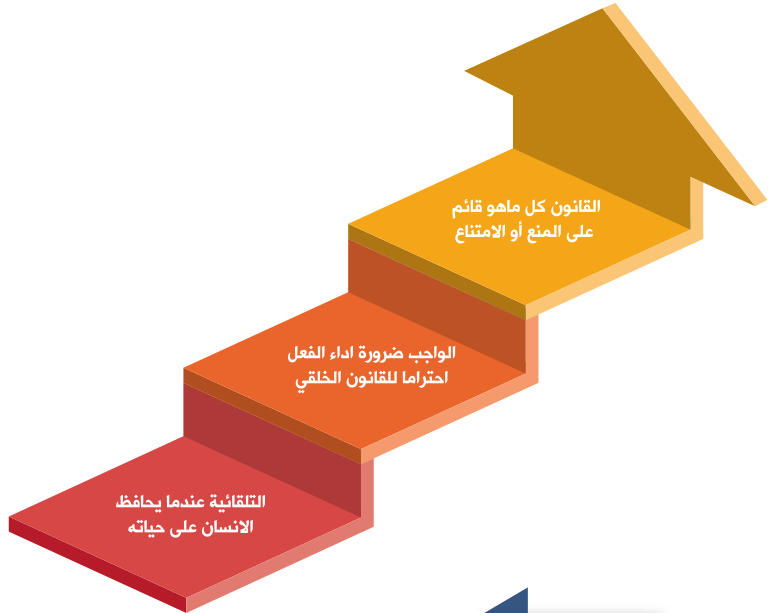 القانون كل ماهو قائم
على المنع أو الامتناع
الواجب ضرورة اداء الفعل
احتراما للقانون الخلقي
التلقائية عندما يحافظ
الانسان على حياته